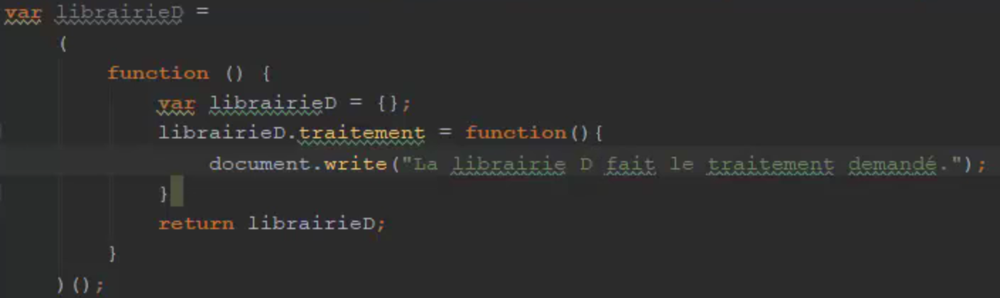 var librairieD =
(
function () {
var librairieD = {};
librairieD.traitement = function(){
document.write("La librairie D fait le traitement demandé.");
}
return librairieD;
}
)();